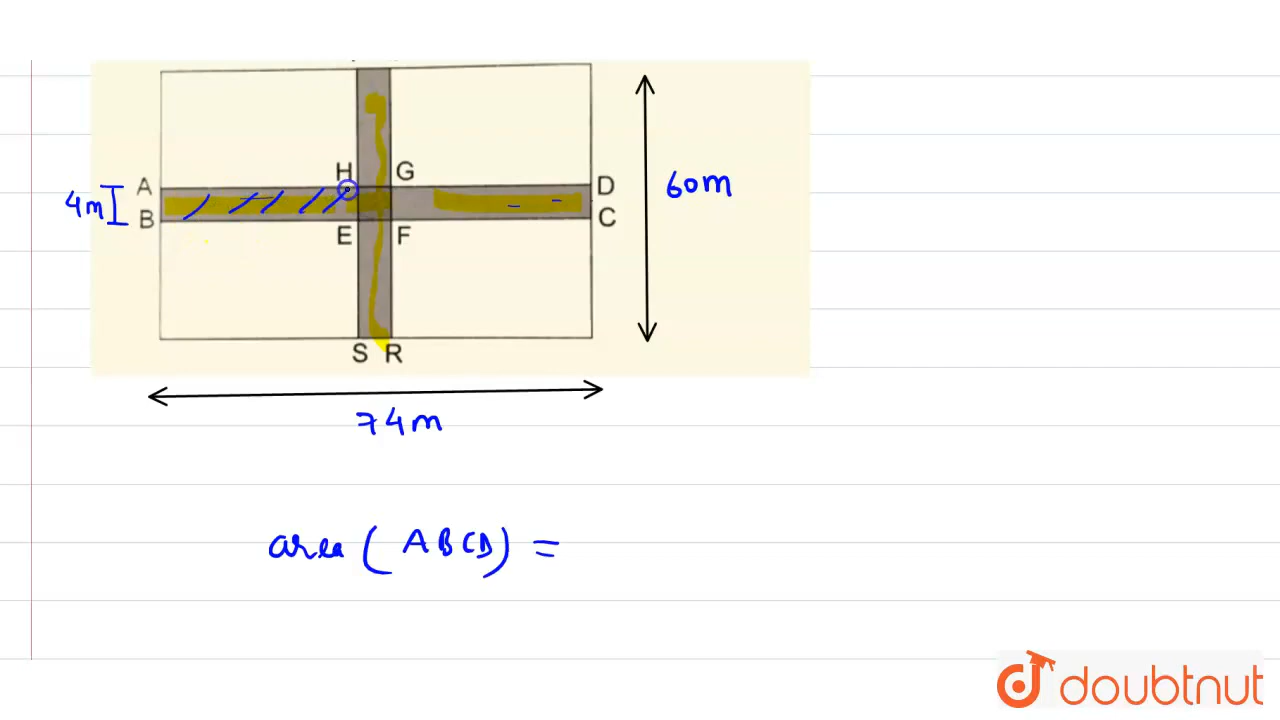 H G
A D
4m 60m
B C
E F
S R
74m
area (ABCD) =
doubtnut